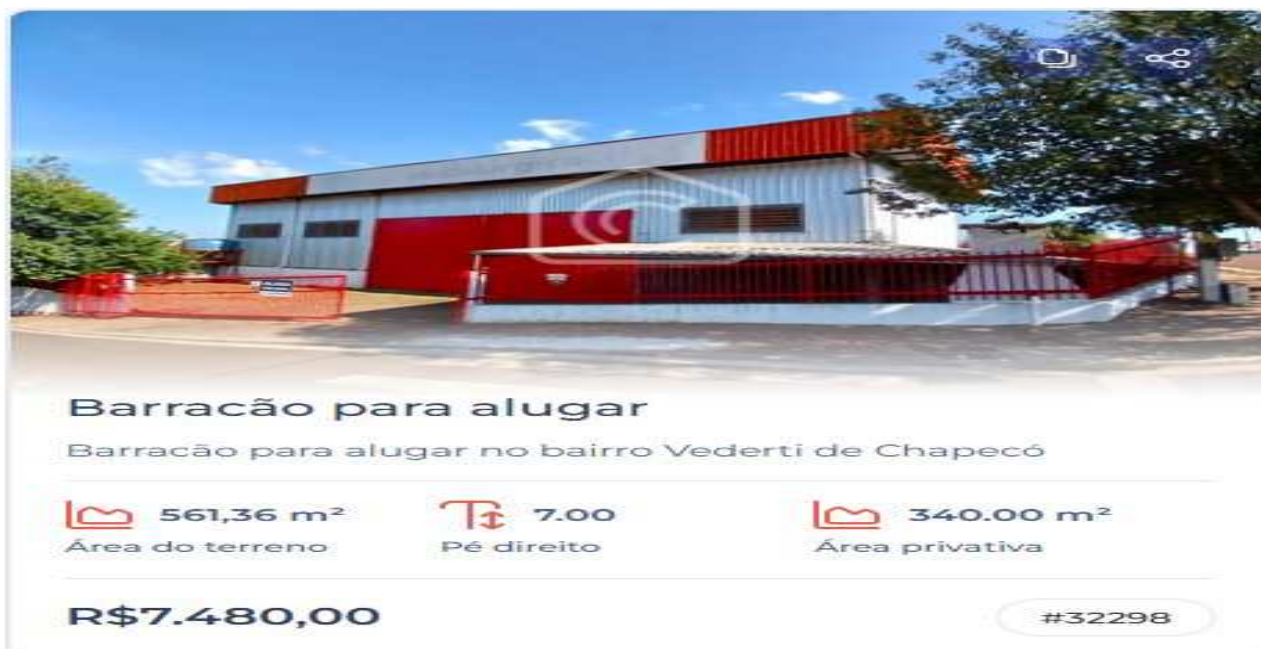 Barracão para alugar
Barracão para alugar no bairro Vederti de Chapecó
561,36 m² 7.00 340.00 m²
Área do terreno Pé direito Área privativa
R$7.480,00 #32298